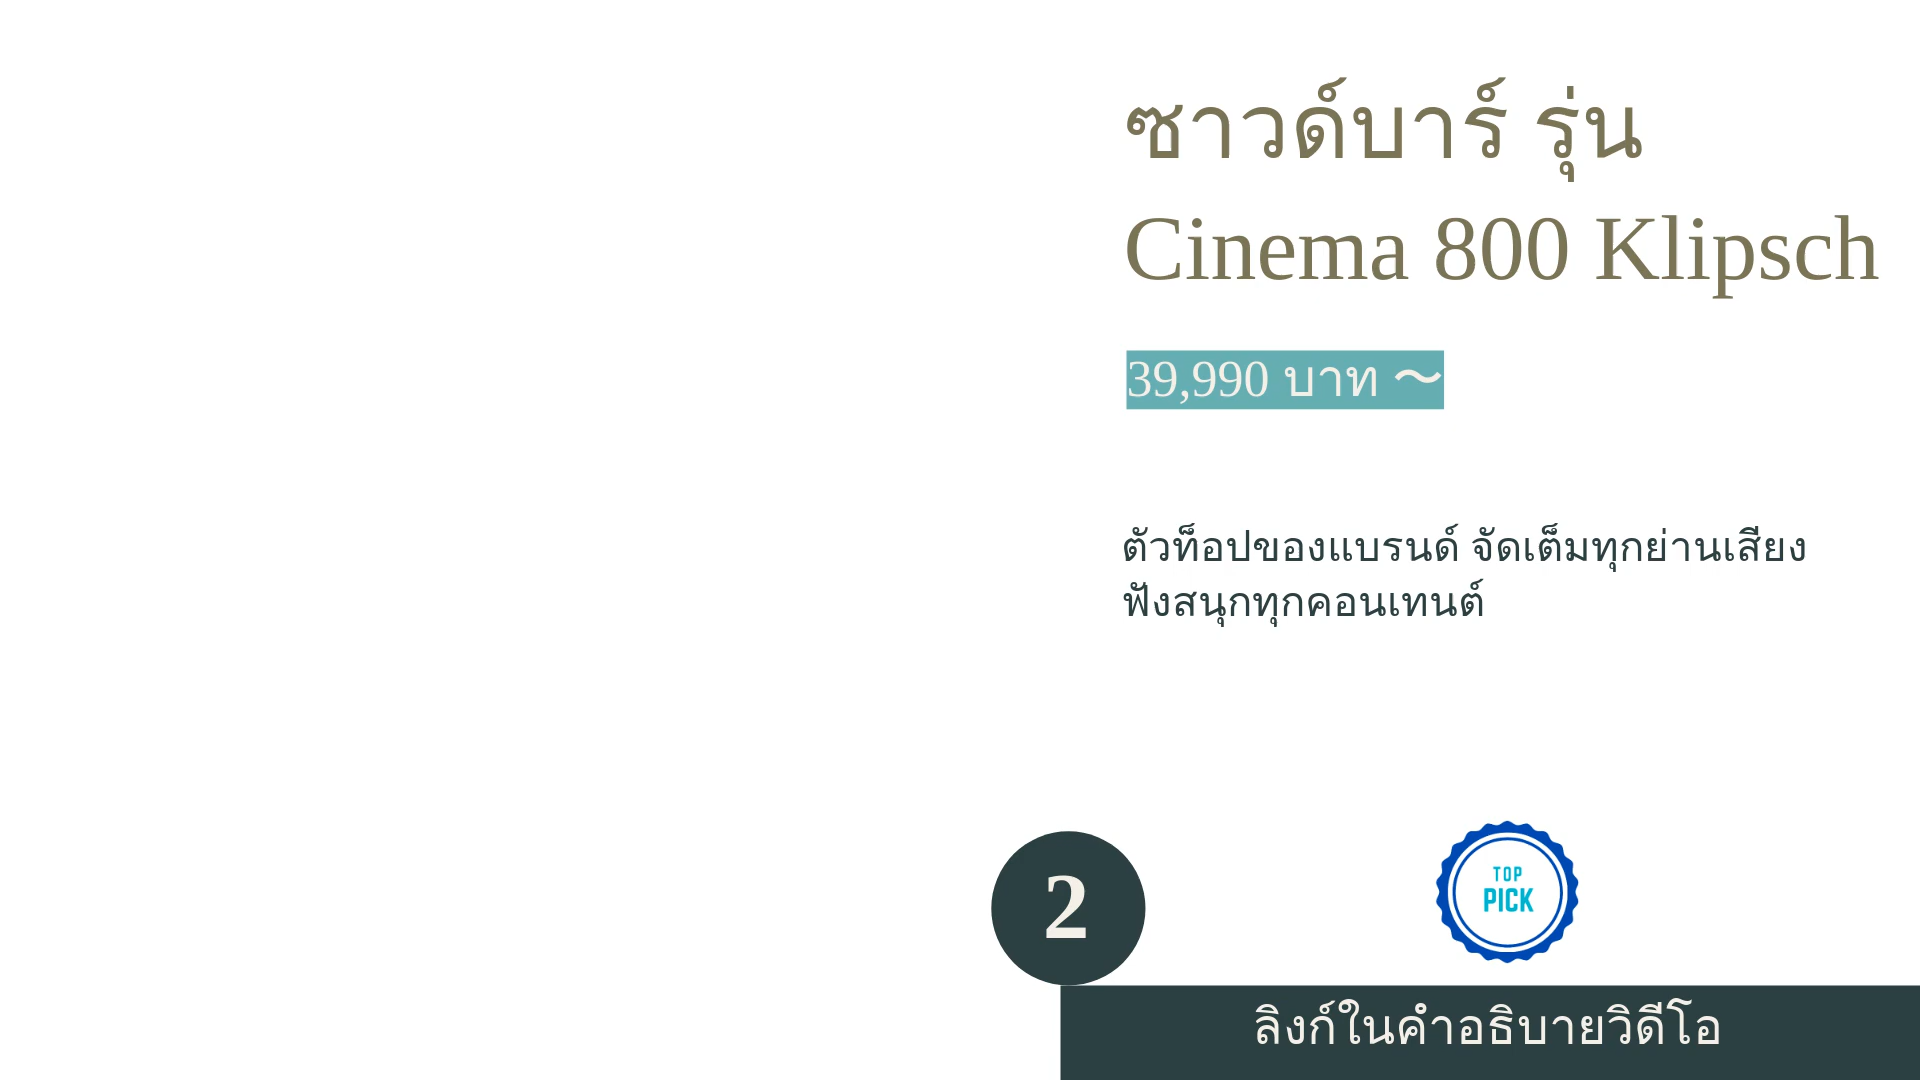 ซาวด์บาร์ รุ่น
Cinema 800 Klipsch
39,990 บาท 〜
ตัวท็อปของแบรนด์ จัดเต็มทุกย่านเสียง
ฟังสนุกทุกคอนเทนต์
2
TOP
PICK
ลิงก์ในคำอธิบายวิดีโอ